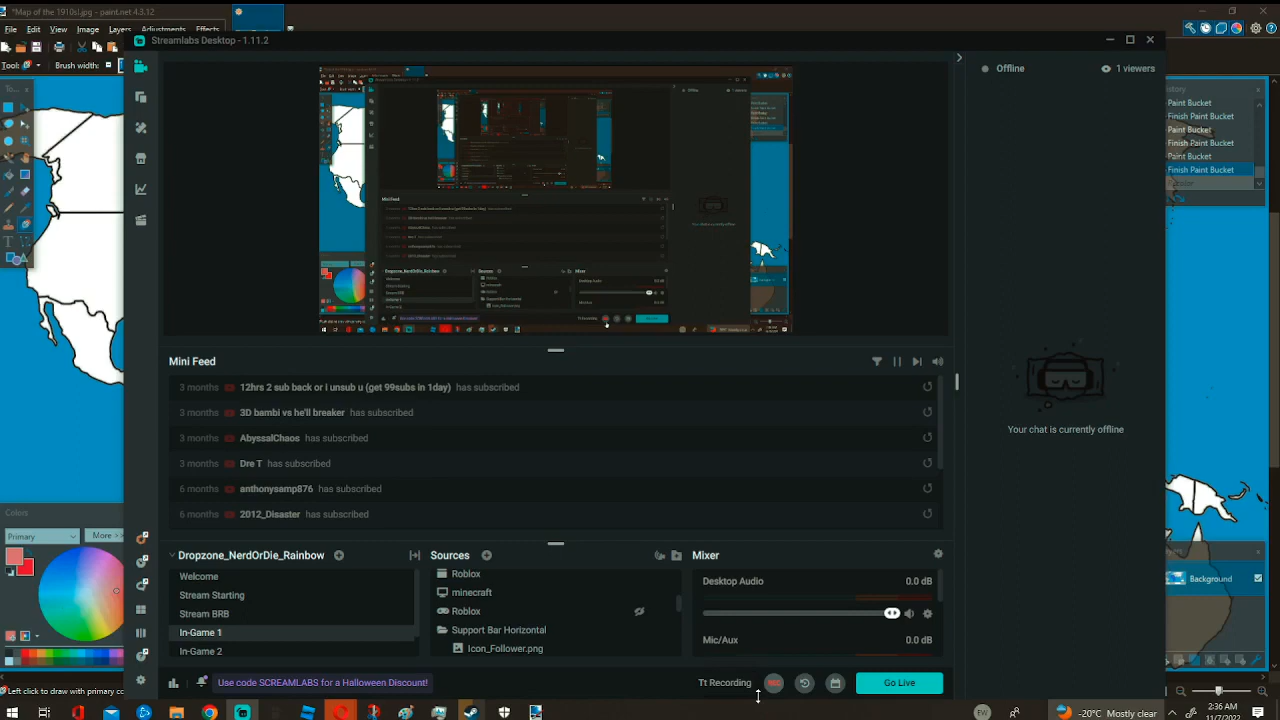 "Map of the 1910s).jpg - paint.net 4.3.12
File Edit View Image Layers Adjustments Effects
Streamlabs Desktop - 1.11.2
Tool: Brush width:
Offline 1 viewers
Paint Bucket
Finish Paint Bucket
Paint Bucket
Finish Paint Bucket
Paint Bucket
Finish Paint Bucket
Mini Feed
3 months 12hrs 2 sub back or i unsub u (get 99subs in 1day) has subscribed
3 months 3D bambi vs he'll breaker has subscribed
3 months AbyssalChaos has subscribed
3 months Dre T has subscribed
6 months anthonysamp876 has subscribed
6 months 2012_Disaster has subscribed
Your chat is currently offline
Colors
Primary More >>
Dropzone_NerdOrDie_Rainbow
Welcome
Stream Starting
Stream BRB
In-Game 1
In-Game 2
Sources
Roblox
minecraft
Roblox
Support Bar Horizontal
Icon_Follower.png
Mixer
Desktop Audio 0.0 dB
Mic/Aux 0.0 dB
Background
Use code SCREAMLABS for a Halloween Discount!
Tt Recording REC Go Live
Left click to draw with primary co
-20°C Mostly clear
2:36 AM
11/7/2022